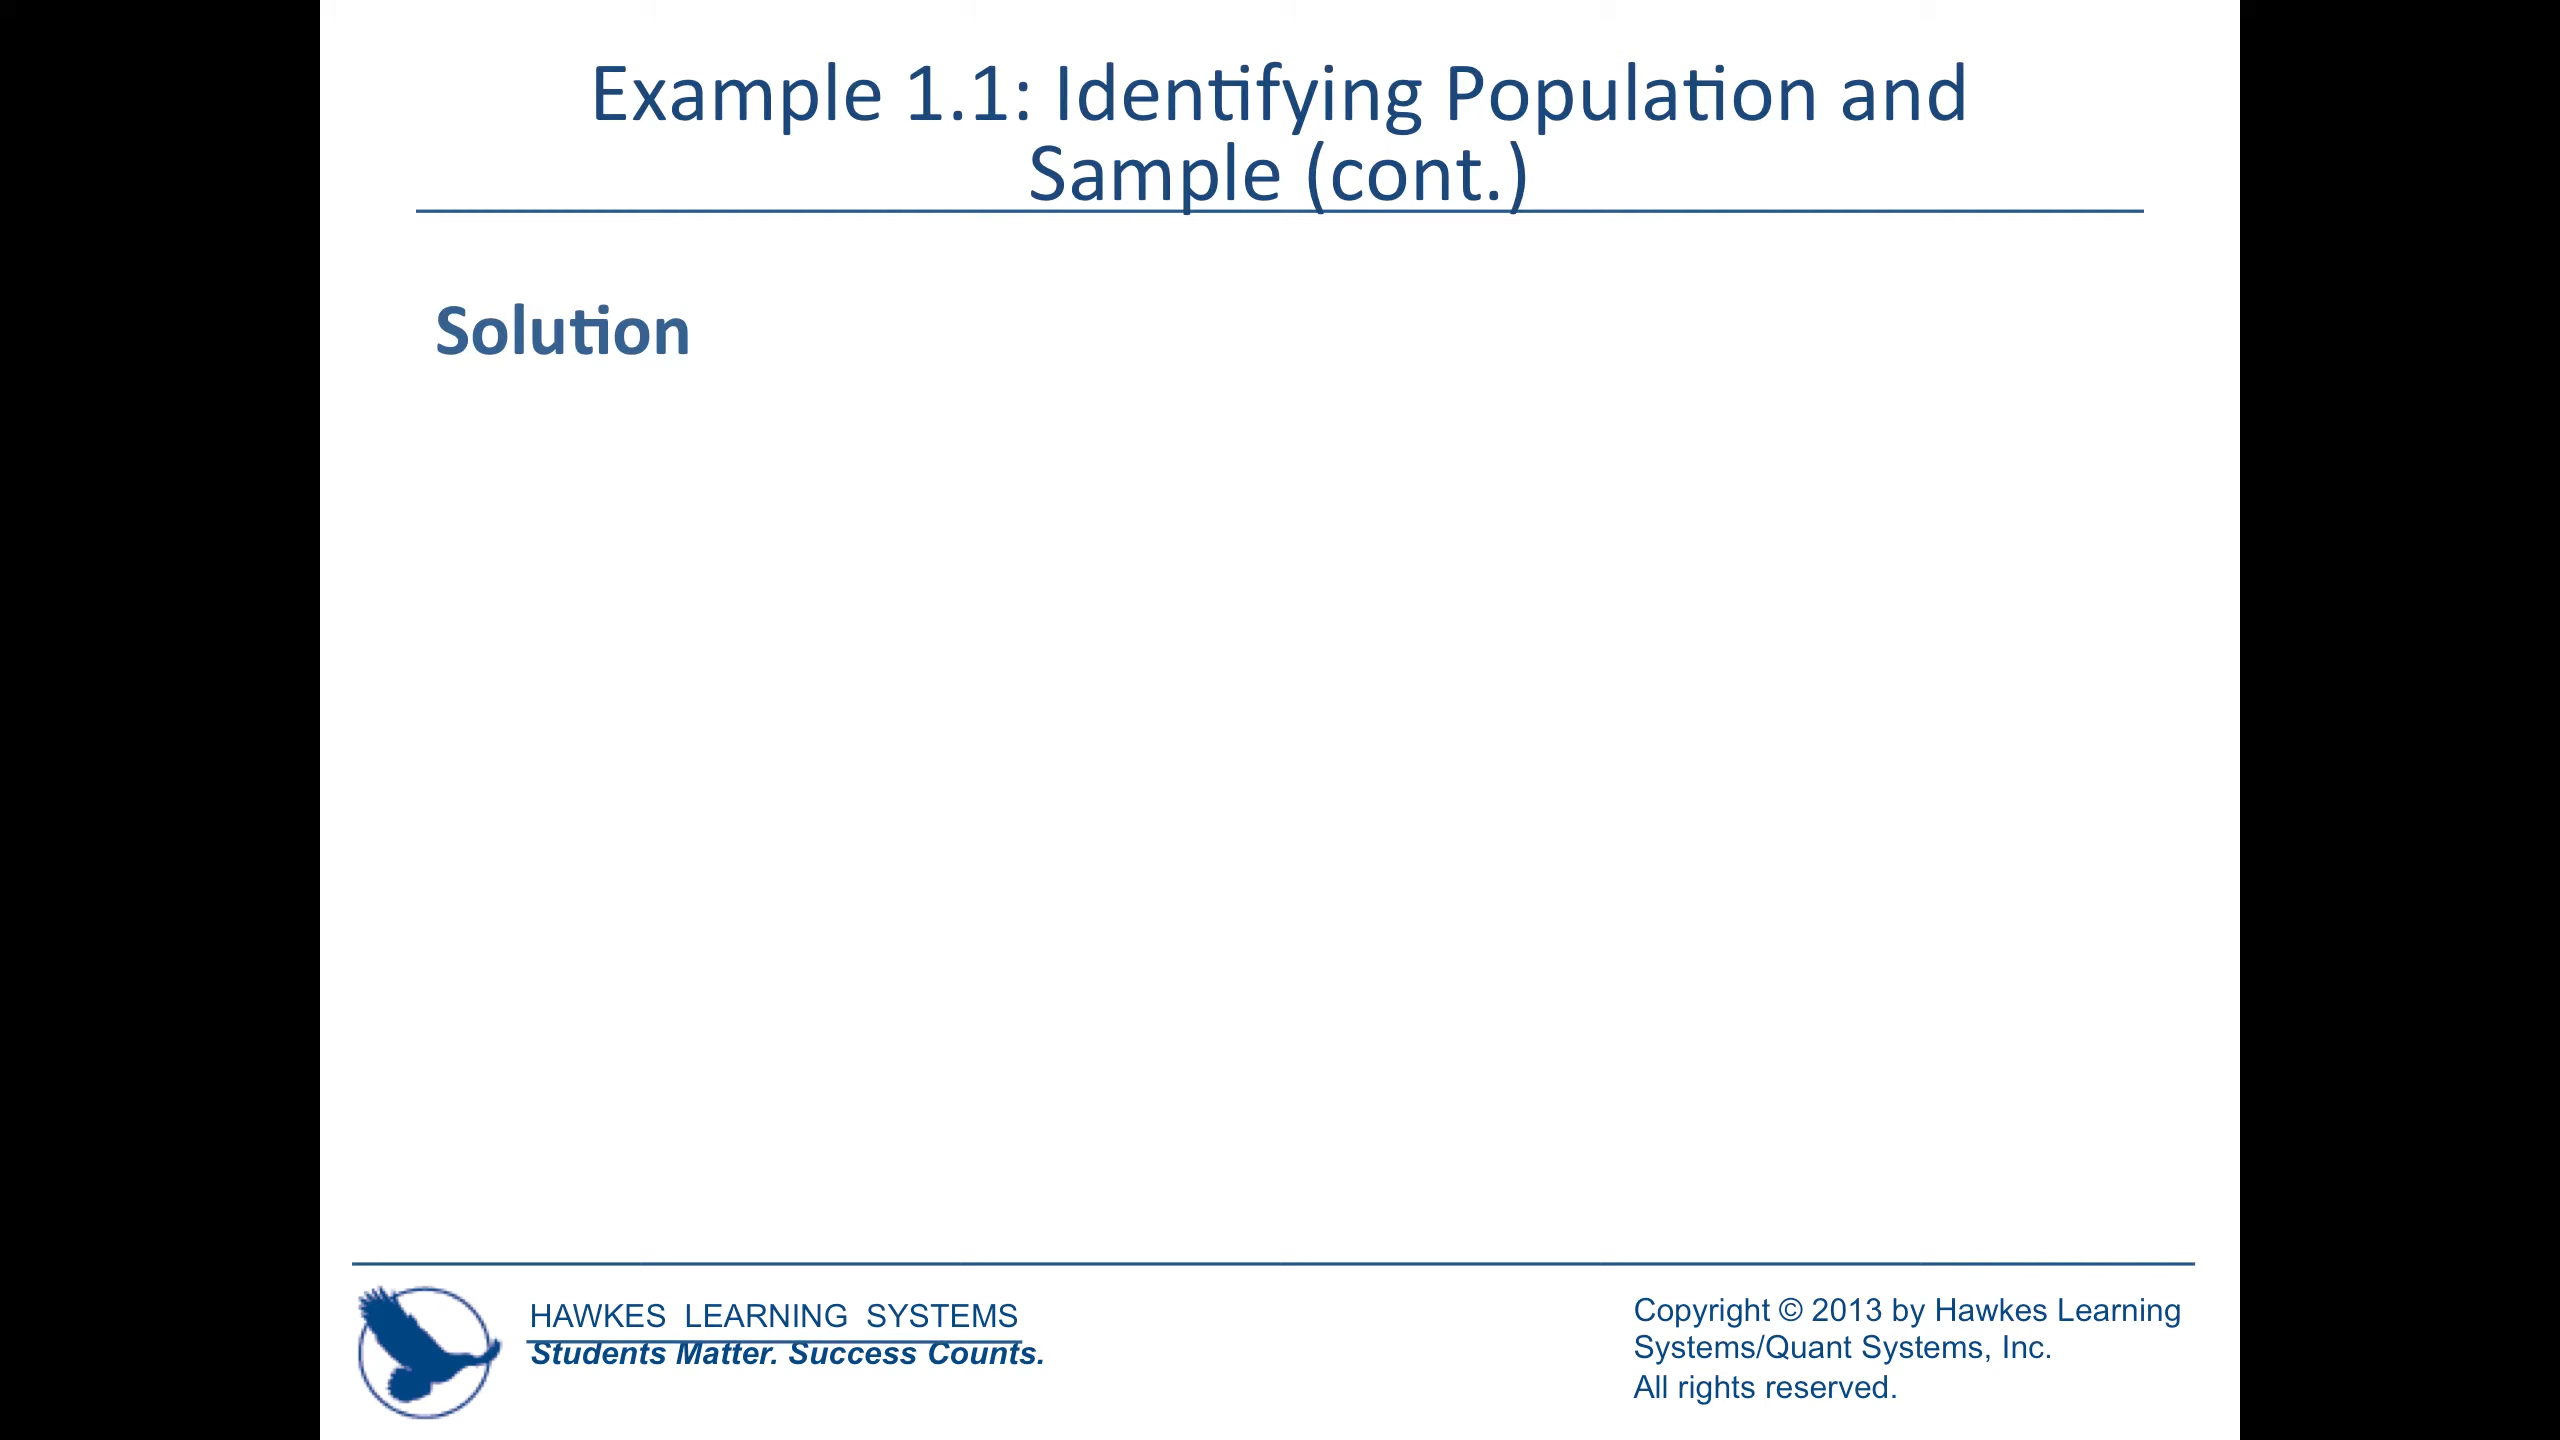 Example 1.1: Identifying Population and
Sample (cont.)
Solution
HAWKES LEARNING SYSTEMS
Students Matter. Success Counts.
Copyright © 2013 by Hawkes Learning
Systems/Quant Systems, Inc.
All rights reserved.